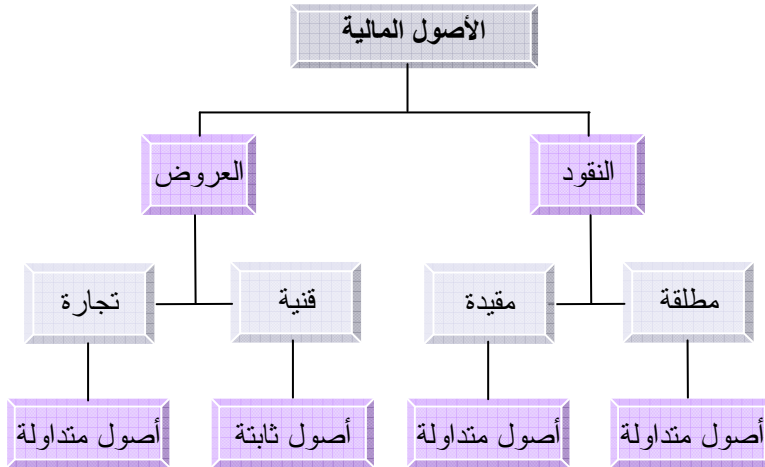 الأصول المالية
النقود
العروض
مطلقة
مقيدة
قنية
تجارة
أصول متداولة
أصول متداولة
أصول ثابتة
أصول متداولة